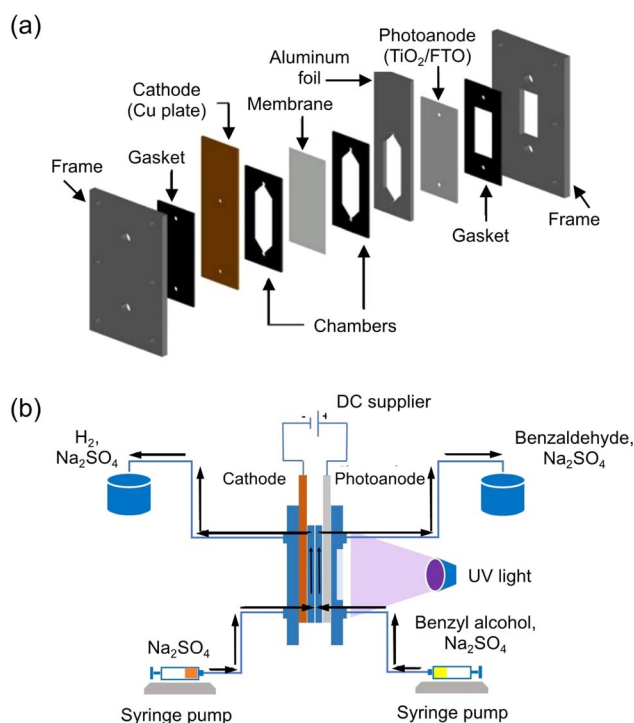 (a)
Photoanode
(TiO₂/FTO)
Aluminum
foil
Cathode
(Cu plate)
Membrane
Gasket
Frame
Frame
Gasket
Chambers
(b)
DC supplier
- +
H₂,
Na₂SO₄
Benzaldehyde,
Na₂SO₄
Cathode
Photoanode
UV light
Na₂SO₄
Benzyl alcohol,
Na₂SO₄
Syringe pump
Syringe pump